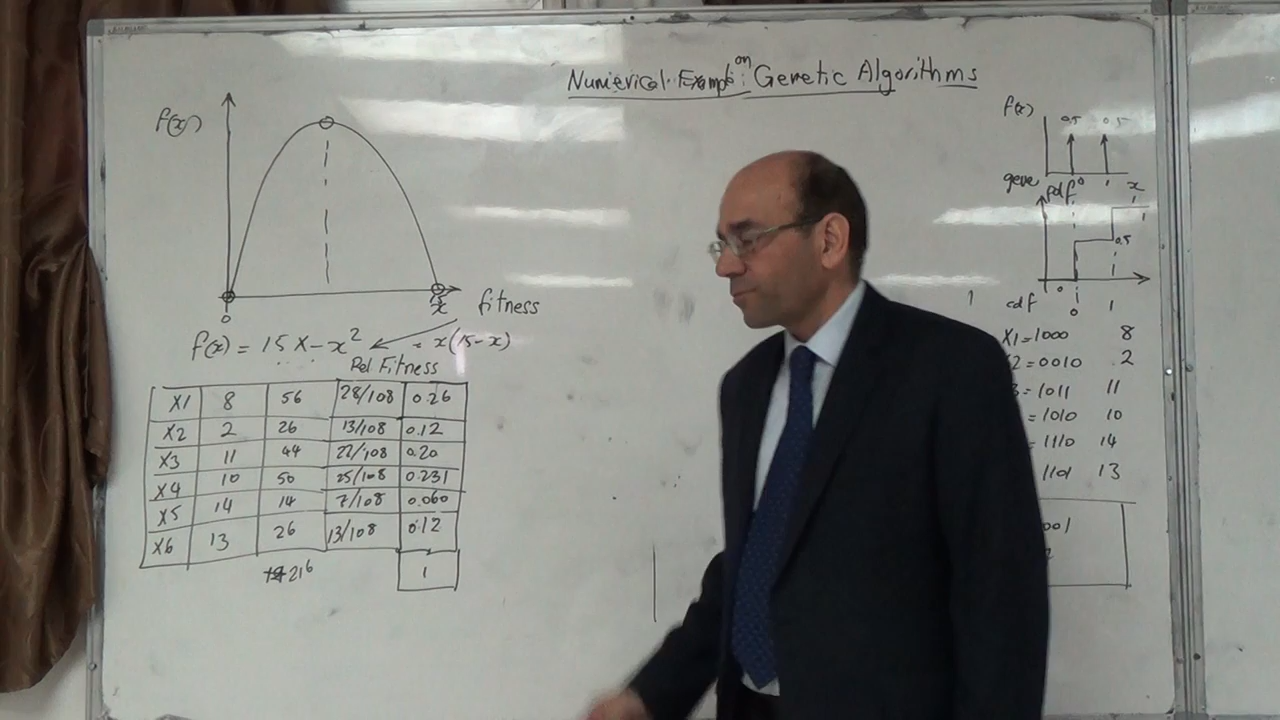 Numerical Example on Genetic Algorithms
f(x)
0
x
fitness
f(x) = 15x - x² = x(15-x)
Rel Fitness
X1 8 56 28/108 0.26
X2 2 26 13/108 0.12
X3 11 44 22/108 0.20
X4 10 50 25/108 0.231
X5 14 14 7/108 0.060
X6 13 26 13/108 0.12
216 1
f(x)
0.5 0.5
gene pdf 0 1 x
1
0.5
0
cdf 0 1
X1=1000 8
2=0010 2
=1011 11
=1010 10
1110 14
1101 13
001